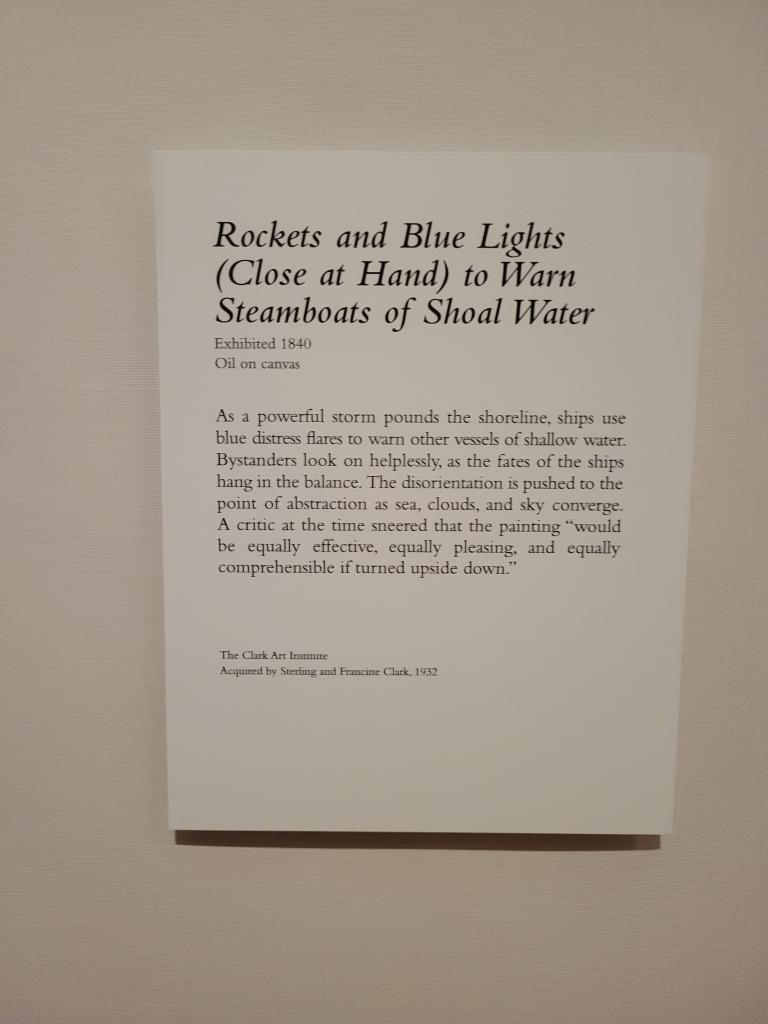 Rockets and Blue Lights
(Close at Hand) to Warn
Steamboats of Shoal Water
Exhibited 1840
Oil on canvas
As a powerful storm pounds the shoreline, ships use
blue distress flares to warn other vessels of shallow water.
Bystanders look on helplessly, as the fates of the ships
hang in the balance. The disorientation is pushed to the
point of abstraction as sea, clouds, and sky converge.
A critic at the time sneered that the painting “would
be equally effective, equally pleasing, and equally
comprehensible if turned upside down.”
The Clark Art Institute
Acquired by Sterling and Francine Clark, 1932